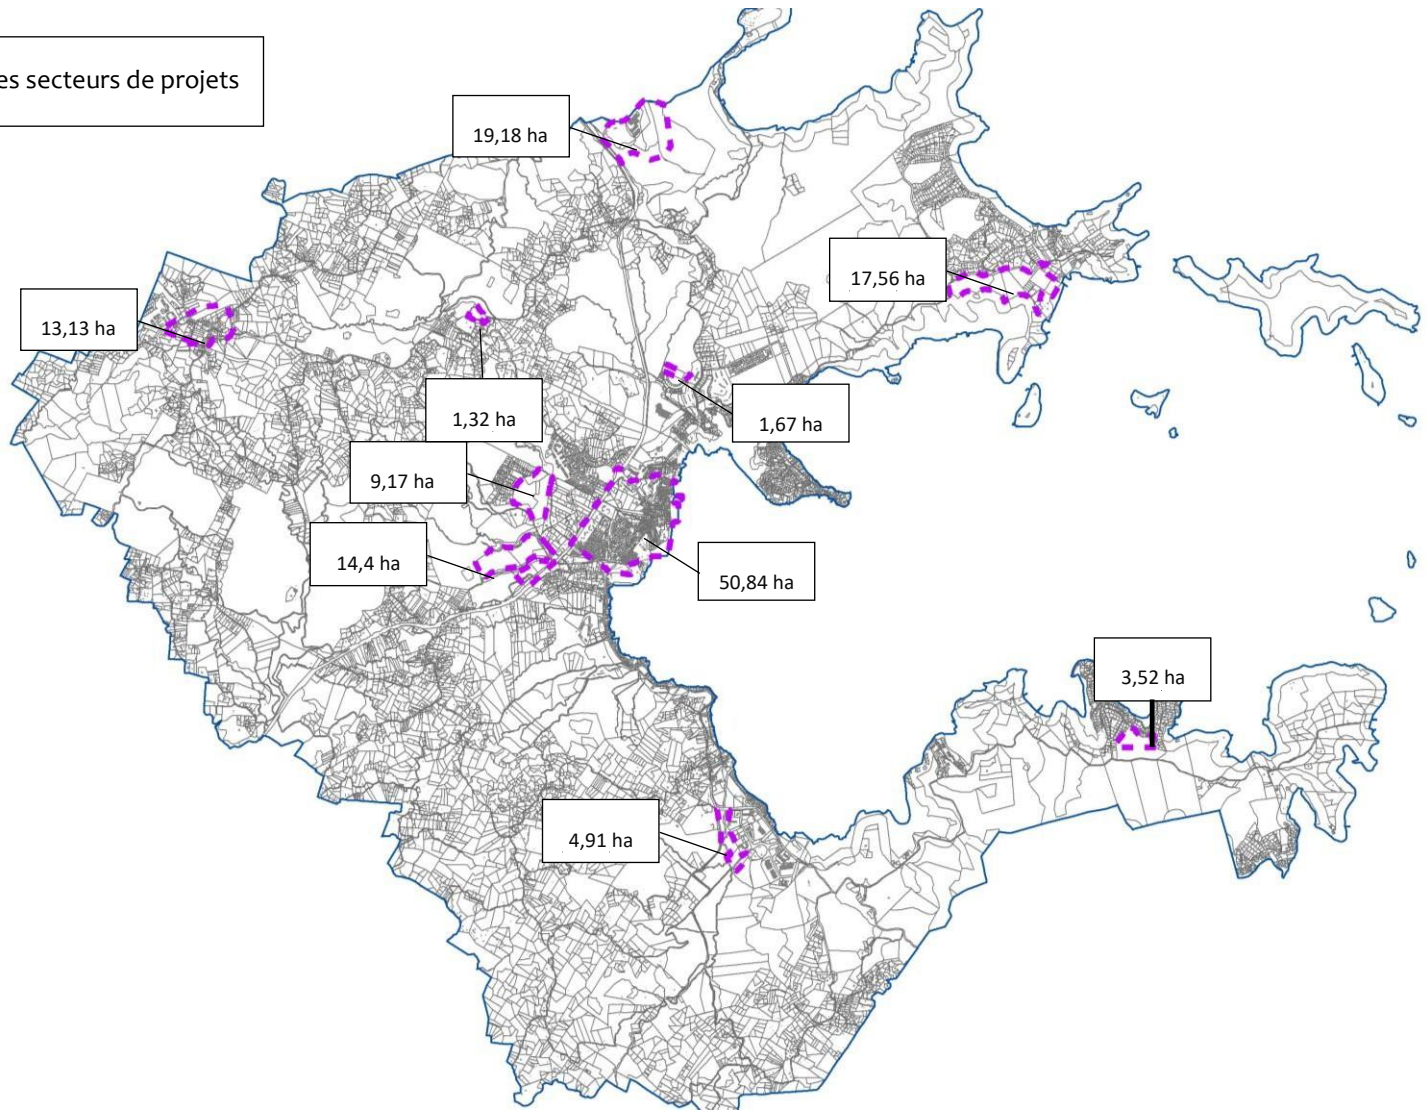 es secteurs de projets
19,18 ha
17,56 ha
13,13 ha
1,32 ha
1,67 ha
9,17 ha
14,4 ha
50,84 ha
3,52 ha
4,91 ha